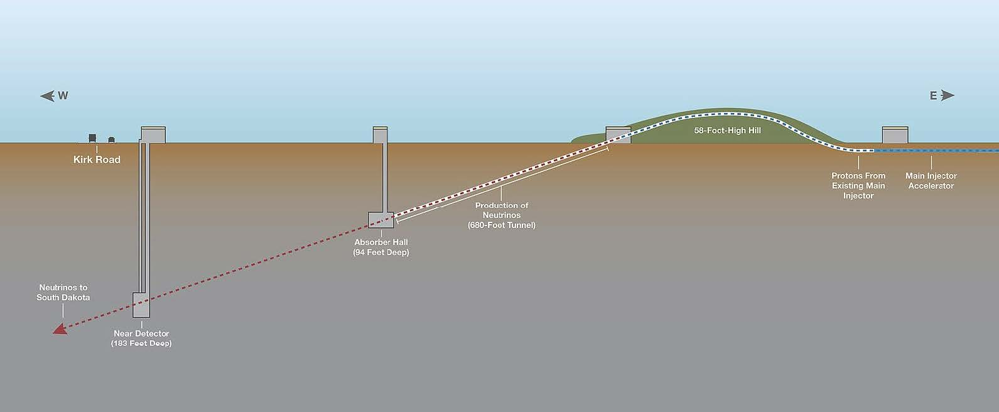 W
E
58-Foot-High Hill
Kirk Road
Protons From
Existing Main
Injector
Main Injector
Accelerator
Production of
Neutrinos
(680-Foot Tunnel)
Absorber Hall
(94 Feet Deep)
Neutrinos to
South Dakota
Near Detector
(183 Feet Deep)